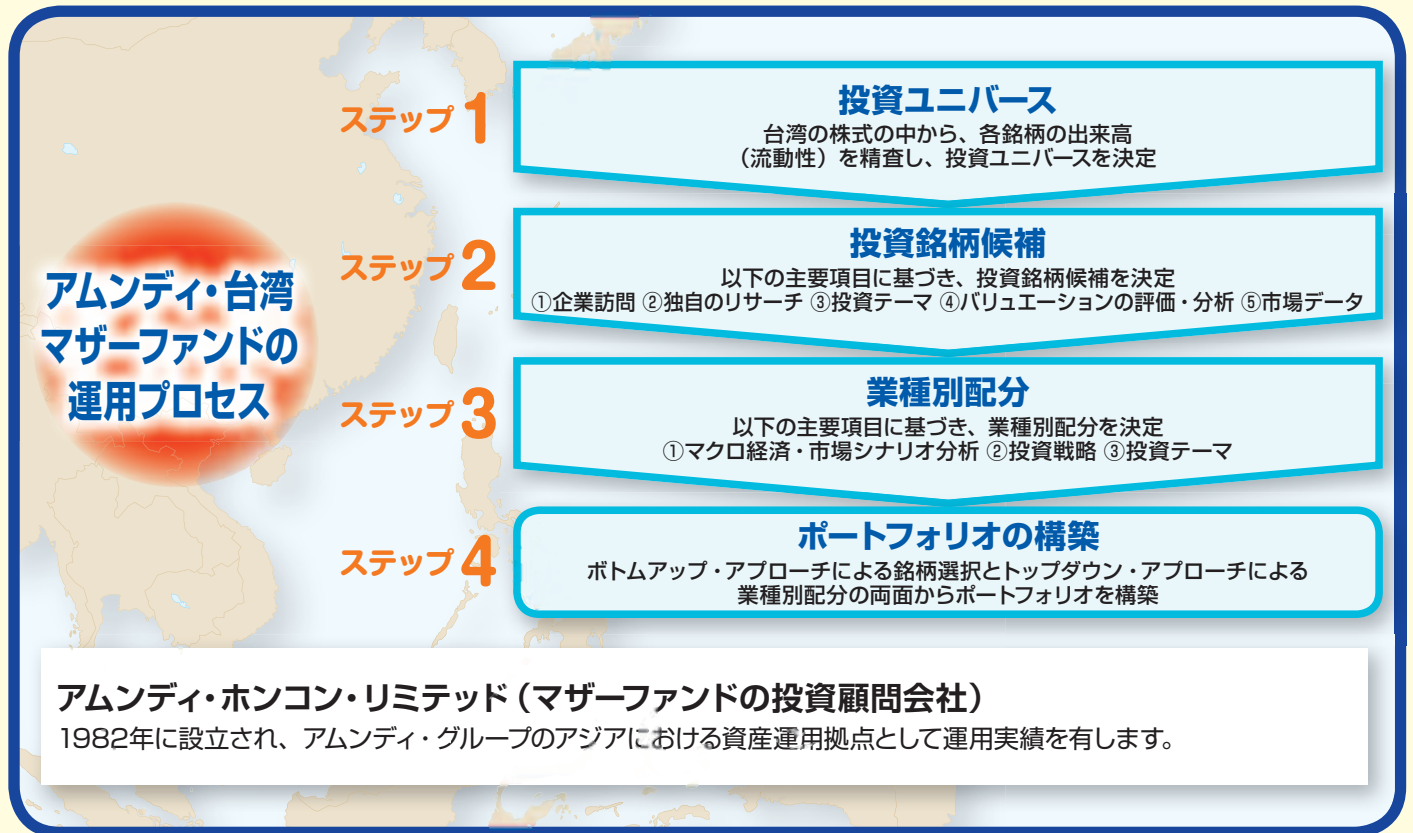 アムンディ・台湾
マザーファンドの
運用プロセス
ステップ1
投資ユニバース
台湾の株式の中から、各銘柄の出来高
（流動性）を精査し、投資ユニバースを決定
ステップ2
投資銘柄候補
以下の主要項目に基づき、投資銘柄候補を決定
①企業訪問 ②独自のリサーチ ③投資テーマ ④バリュエーションの評価・分析 ⑤市場データ
ステップ3
業種別配分
以下の主要項目に基づき、業種別配分を決定
①マクロ経済・市場シナリオ分析 ②投資戦略 ③投資テーマ
ステップ4
ポートフォリオの構築
ボトムアップ・アプローチによる銘柄選択とトップダウン・アプローチによる
業種別配分の両面からポートフォリオを構築
アムンディ・ホンコン・リミテッド（マザーファンドの投資顧問会社）
1982年に設立され、アムンディ・グループのアジアにおける資産運用拠点として運用実績を有します。